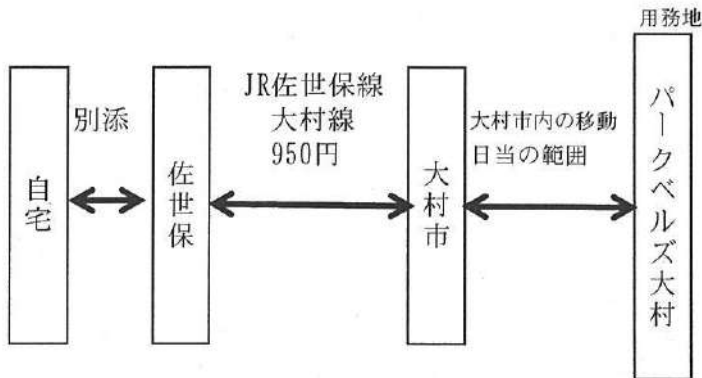 用務地
自宅
別添
佐世保
JR佐世保線
大村線
950円
大村市
大村市内の移動
日当の範囲
パークベルズ大村